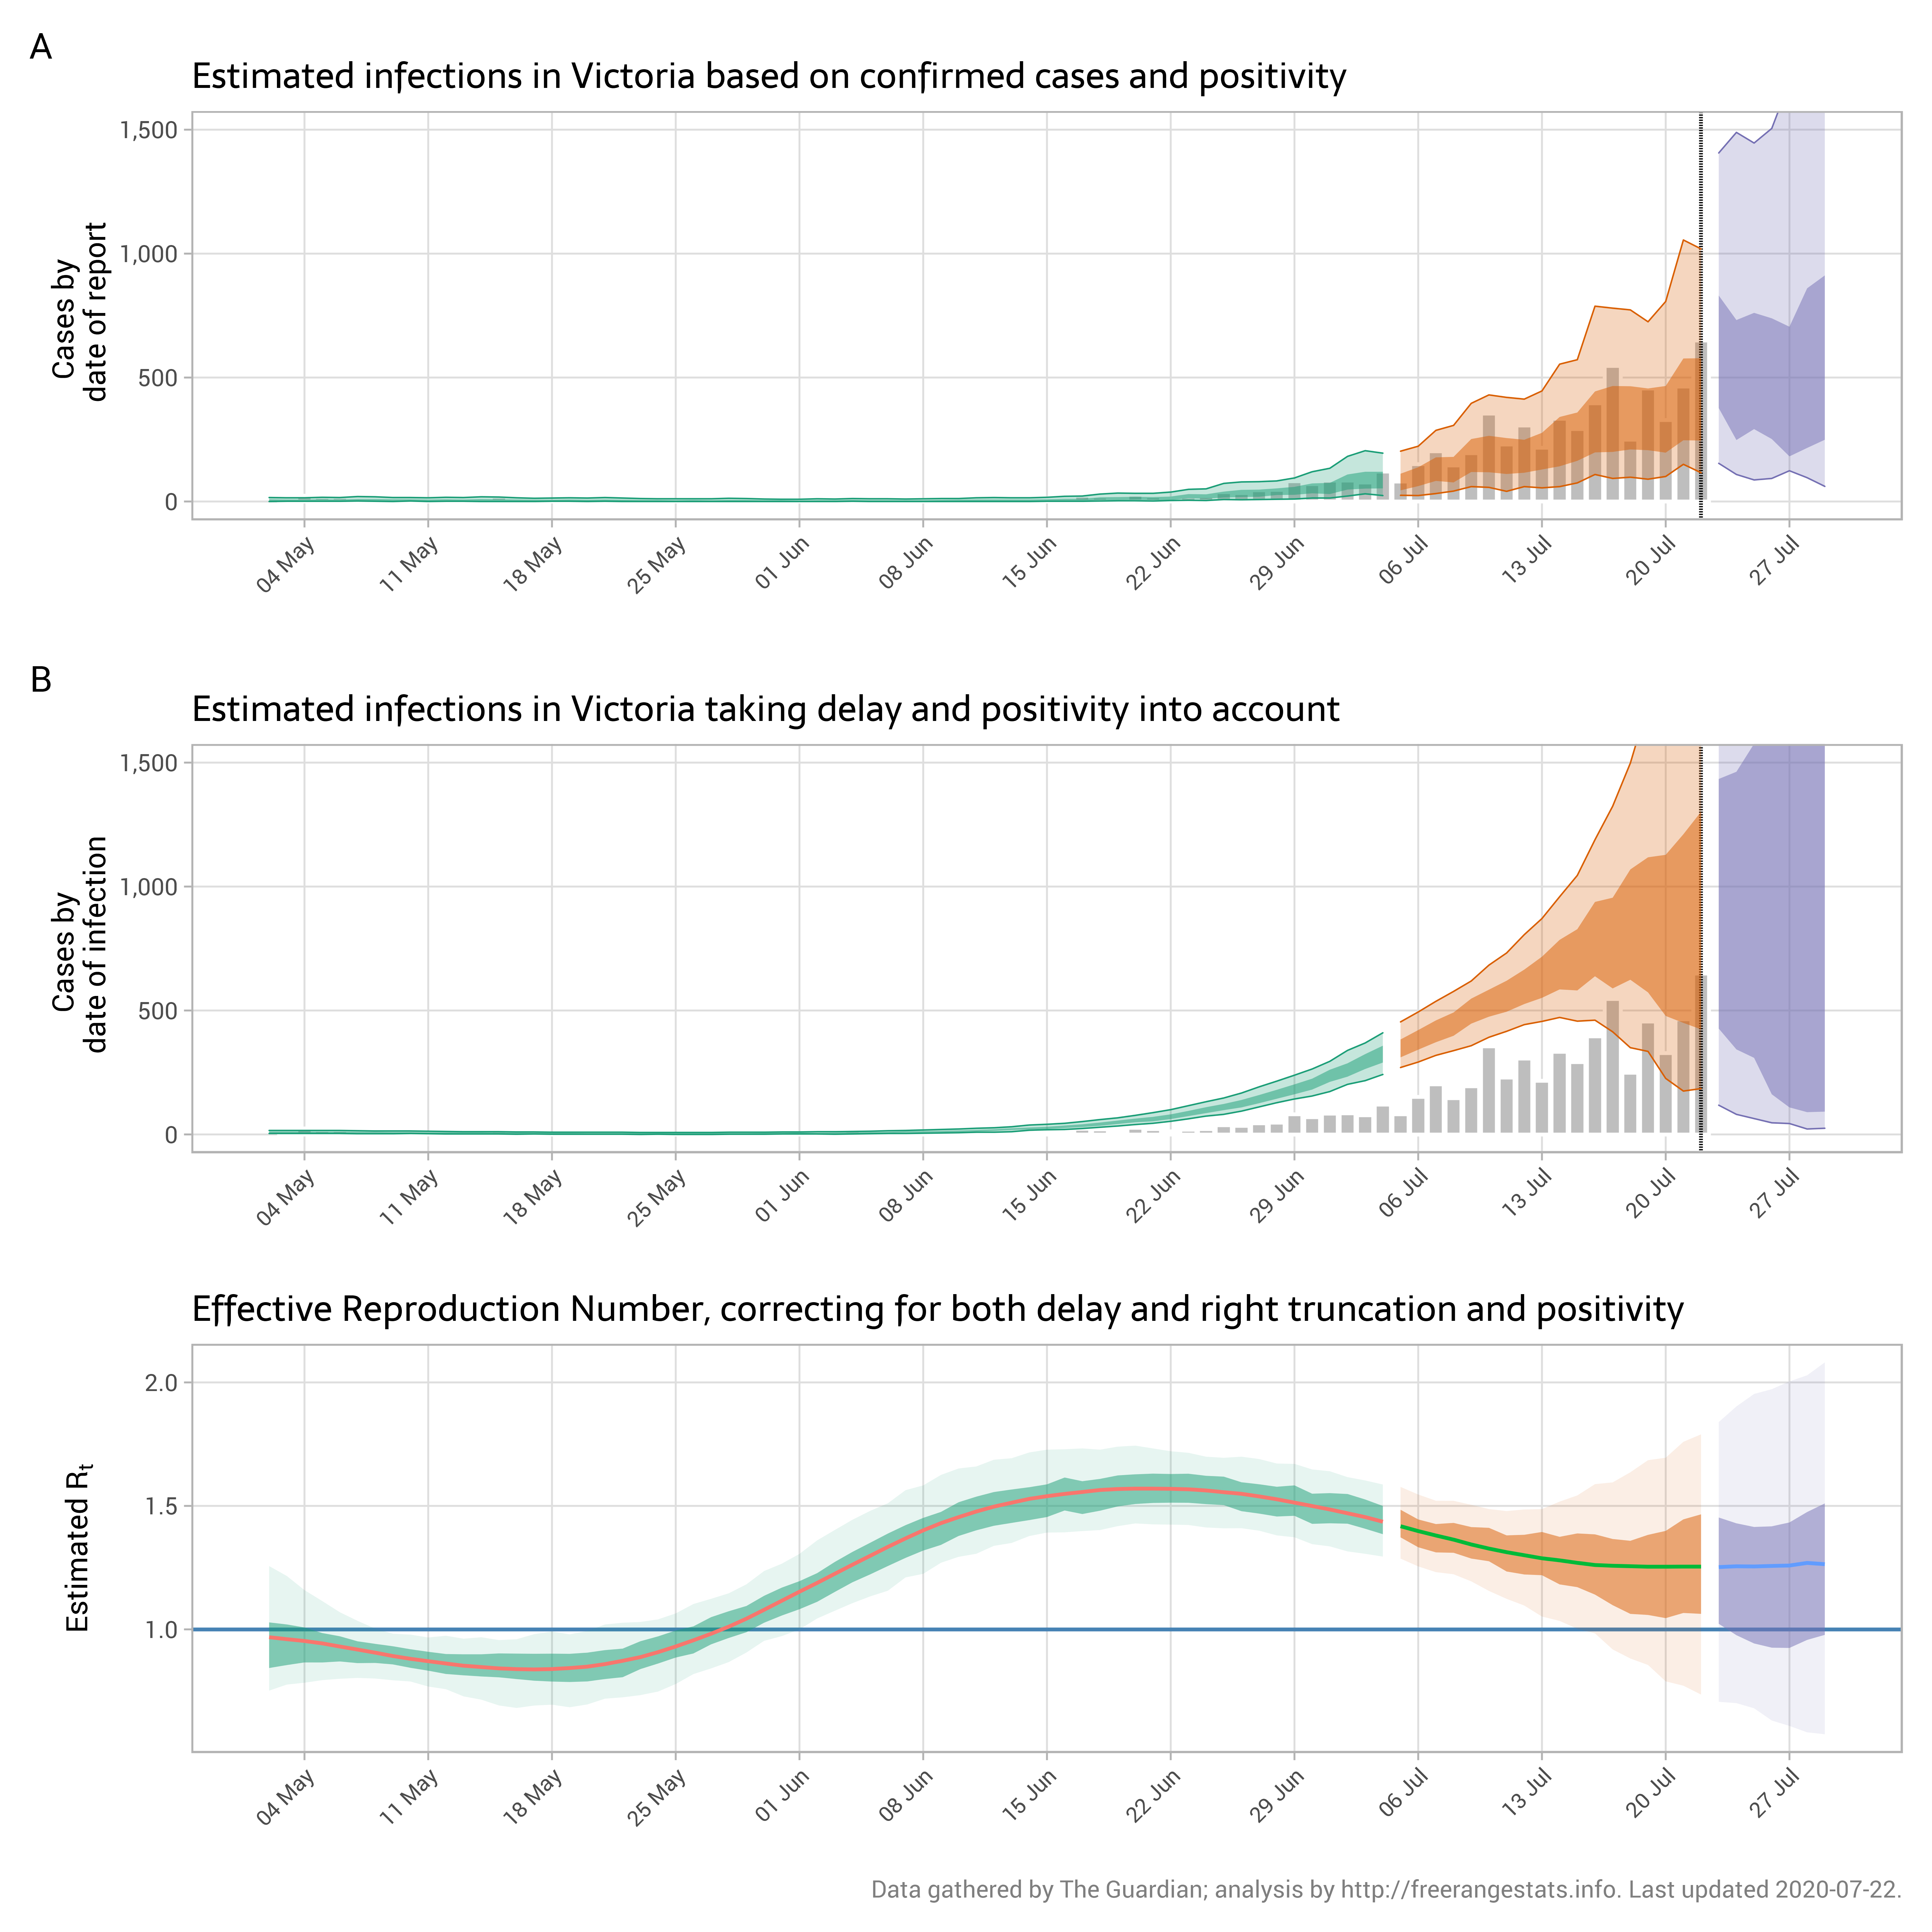 A
Estimated infections in Victoria based on confirmed cases and positivity
Cases by
date of report
1,500
1,000
500
0
04 May
11 May
18 May
25 May
01 Jun
08 Jun
15 Jun
22 Jun
29 Jun
06 Jul
13 Jul
20 Jul
27 Jul
B
Estimated infections in Victoria taking delay and positivity into account
Cases by
date of infection
1,500
1,000
500
0
04 May
11 May
18 May
25 May
01 Jun
08 Jun
15 Jun
22 Jun
29 Jun
06 Jul
13 Jul
20 Jul
27 Jul
Effective Reproduction Number, correcting for both delay and right truncation and positivity
Estimated Rt
2.0
1.5
1.0
04 May
11 May
18 May
25 May
01 Jun
08 Jun
15 Jun
22 Jun
29 Jun
06 Jul
13 Jul
20 Jul
27 Jul
Data gathered by The Guardian; analysis by http://freerangestats.info. Last updated 2020-07-22.